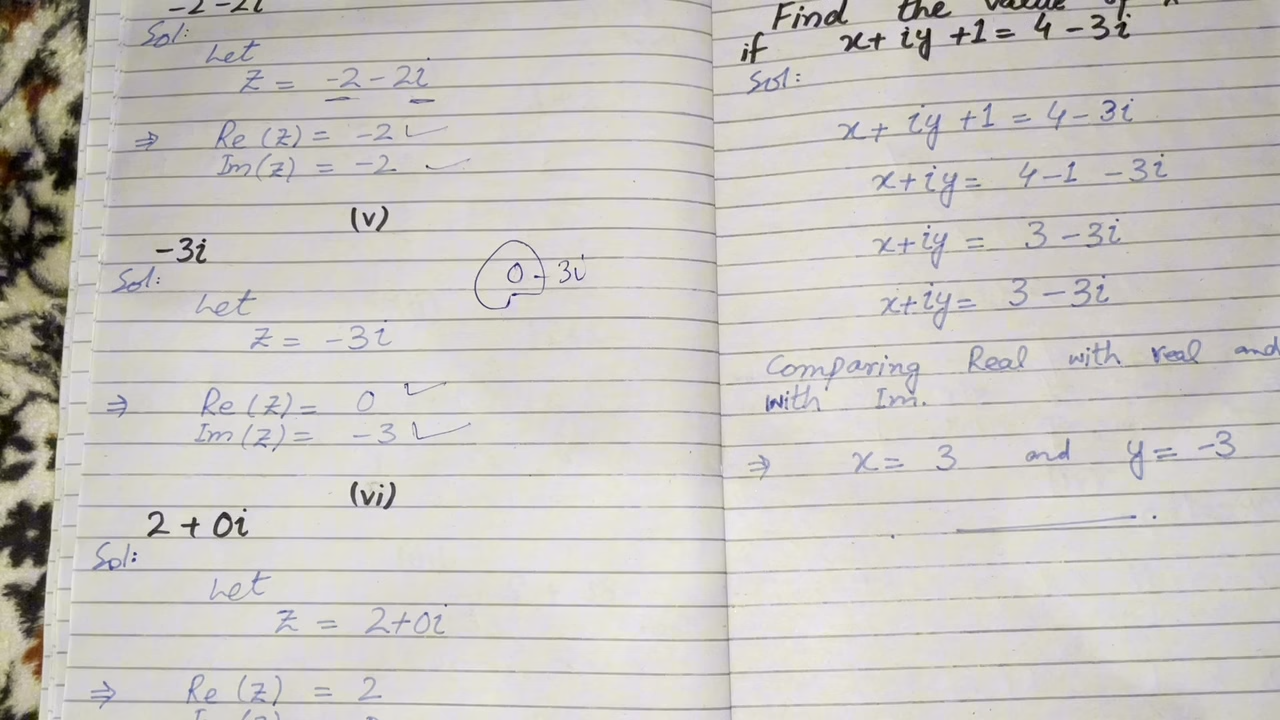 -2-2i
Sol:
Let
Z = -2 - 2i
⇒ Re(Z) = -2 ✓
Im(Z) = -2 ✓
(v)
-3i
Sol:
0 - 3i
Let
Z = -3i
⇒ Re(Z) = 0 ✓
Im(Z) = -3 ✓
(vi)
2 + 0i
Sol:
Let
Z = 2+0i
⇒ Re(Z) = 2
Find the value of x
if x + iy + 1 = 4 - 3i
Sol:
x + iy + 1 = 4 - 3i
x + iy = 4 - 1 - 3i
x + iy = 3 - 3i
x + iy = 3 - 3i
Comparing Real with real and
with Im.
⇒ x = 3 and y = -3